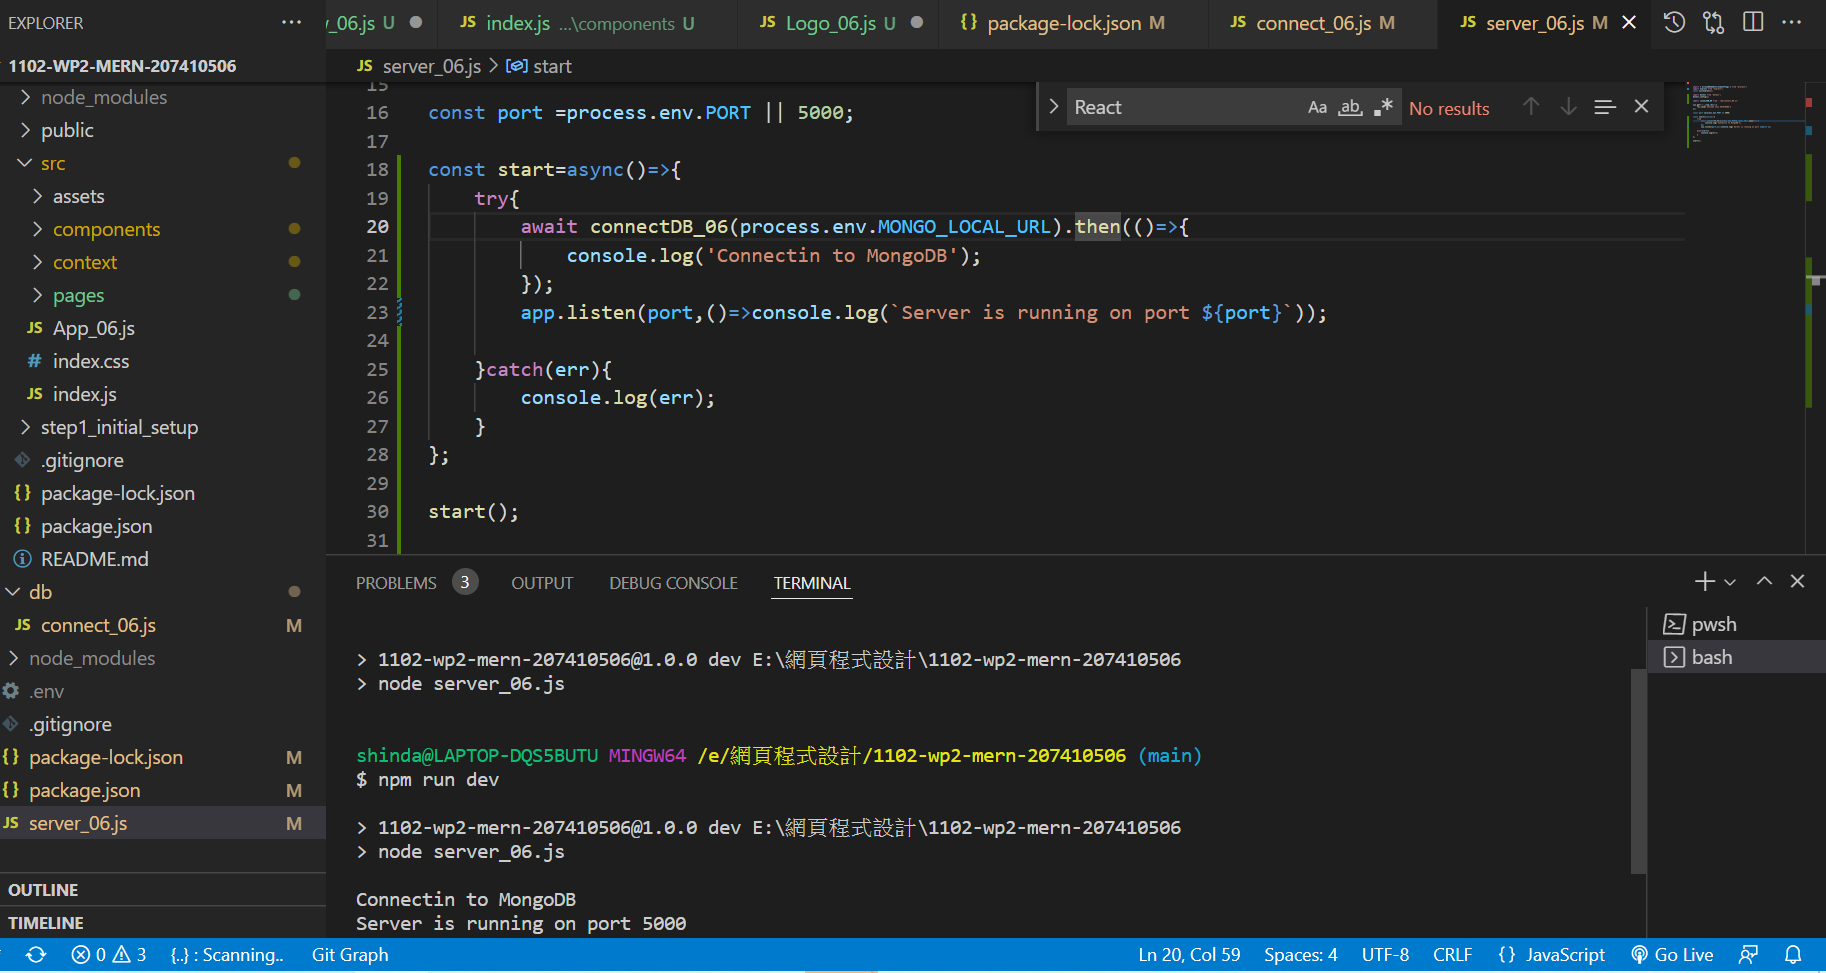 EXPLORER
···
_06.js U
JS index.js ...\components U
JS Logo_06.js U
{} package-lock.json M
JS connect_06.js M
JS server_06.js M
1102-WP2-MERN-207410506
JS server_06.js > start
node_modules
public
src
assets
components
context
pages
JS App_06.js
# index.css
JS index.js
step1_initial_setup
.gitignore
{} package-lock.json
{} package.json
README.md
db
JS connect_06.js M
node_modules
.env
.gitignore
{} package-lock.json M
{} package.json M
JS server_06.js M
OUTLINE
TIMELINE
React Aa ab .* No results
15
16 const port =process.env.PORT || 5000;
17
18 const start=async()=>{
19 try{
20 await connectDB_06(process.env.MONGO_LOCAL_URL).then(()=>{
21 console.log('Connectin to MongoDB');
22 });
23 app.listen(port,()=>console.log(`Server is running on port ${port}`));
24
25 }catch(err){
26 console.log(err);
27 }
28 };
29
30 start();
31
PROBLEMS 3 OUTPUT DEBUG CONSOLE TERMINAL
pwsh
bash
> 1102-wp2-mern-207410506@1.0.0 dev E:\網頁程式設計\1102-wp2-mern-207410506
> node server_06.js
shinda@LAPTOP-DQS5BUTU MINGW64 /e/網頁程式設計/1102-wp2-mern-207410506 (main)
$ npm run dev
> 1102-wp2-mern-207410506@1.0.0 dev E:\網頁程式設計\1102-wp2-mern-207410506
> node server_06.js
Connectin to MongoDB
Server is running on port 5000
0 3 {..} : Scanning.. Git Graph
Ln 20, Col 59 Spaces: 4 UTF-8 CRLF {} JavaScript Go Live